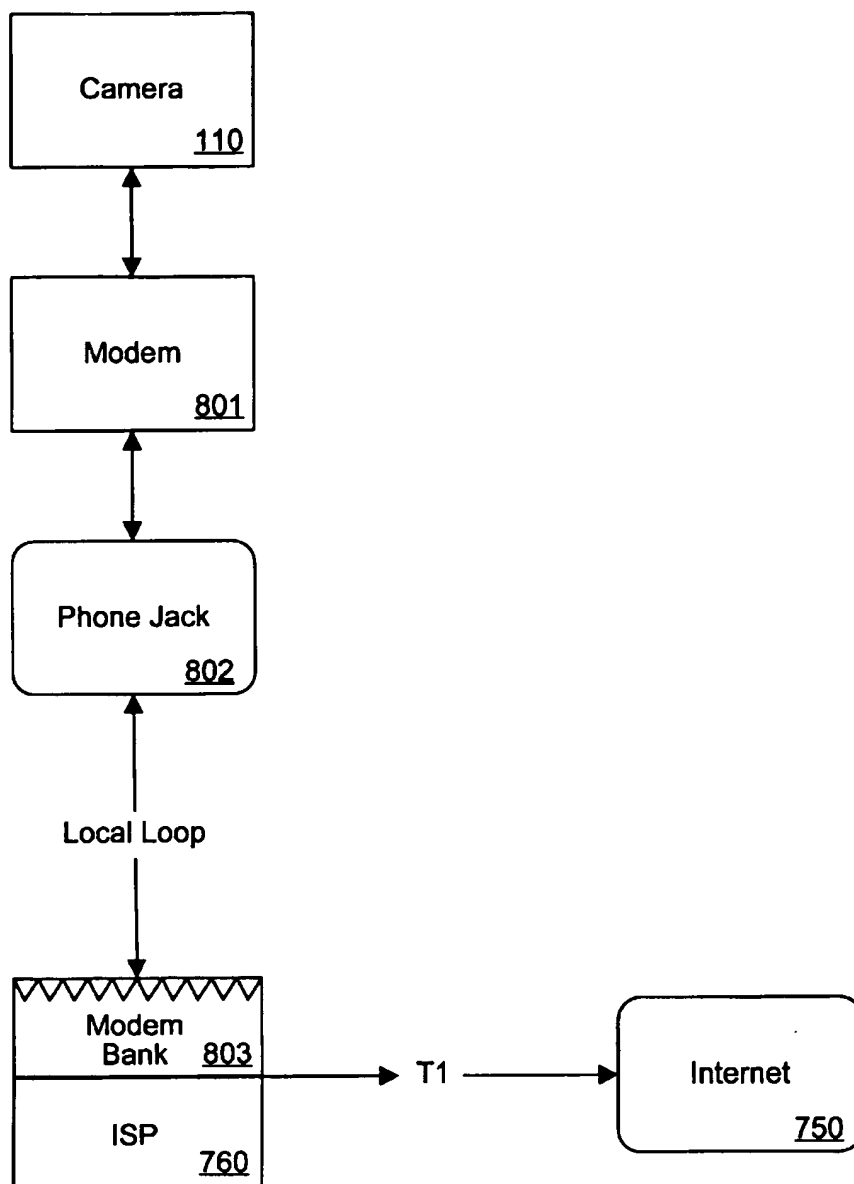 Camera
110
Modem
801
Phone Jack
802
Local Loop
Modem
Bank 803
T1
Internet
750
ISP
760